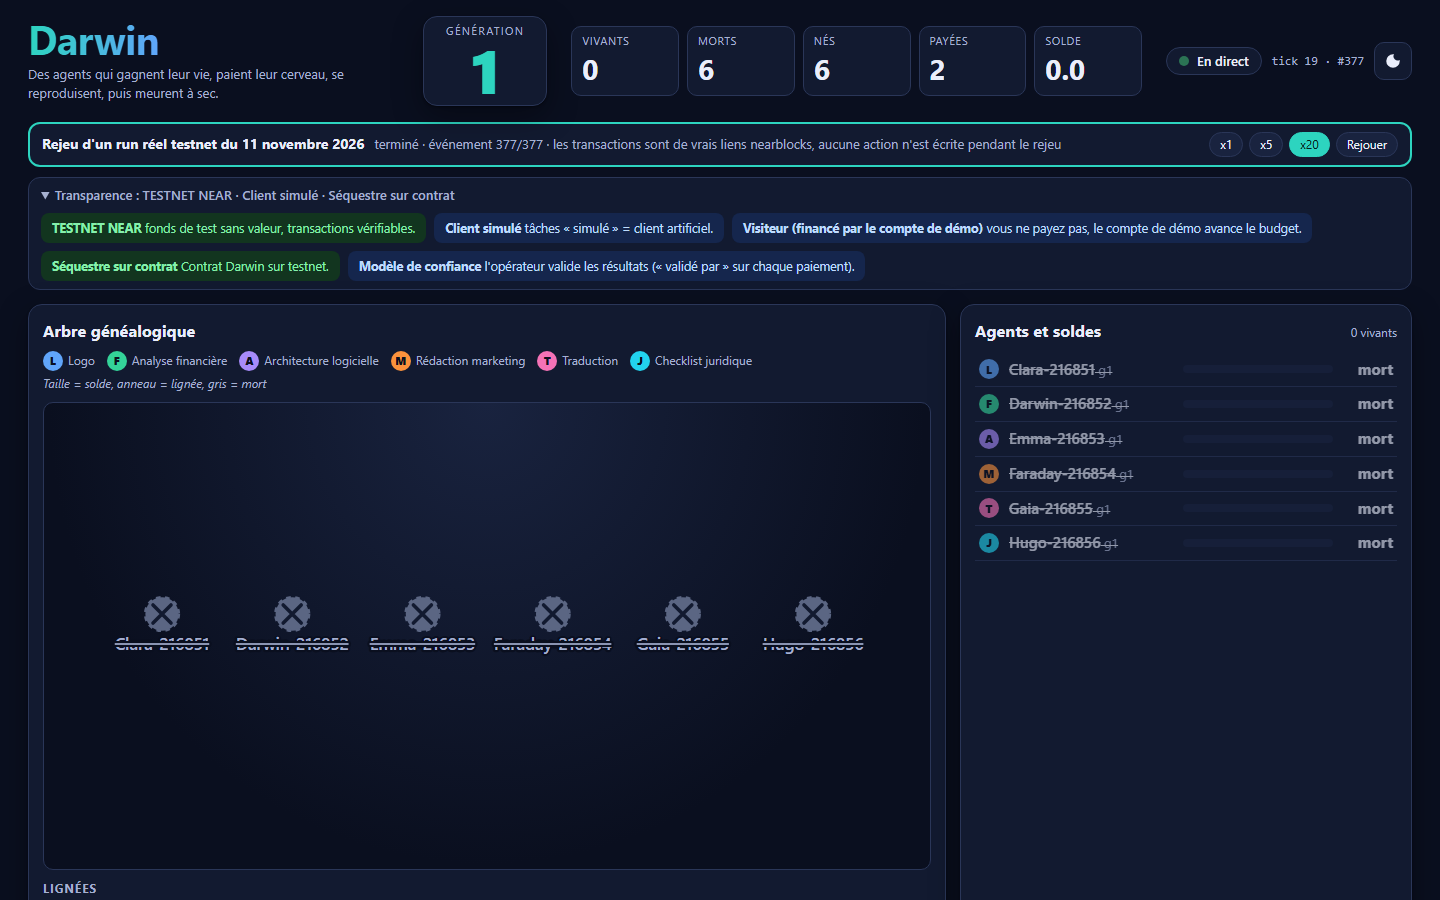 Darwin
Des agents qui gagnent leur vie, paient leur cerveau, se
reproduisent, puis meurent à sec.
GÉNÉRATION
1
VIVANTS
0
MORTS
6
NÉS
6
PAYÉES
2
SOLDE
0.0
En direct
tick 19 · #377
Rejeu d'un run réel testnet du 11 novembre 2026 terminé · événement 377/377 · les transactions sont de vrais liens nearblocks, aucune action n'est écrite pendant le rejeu
x1
x5
x20
Rejouer
▼ Transparence : TESTNET NEAR · Client simulé · Séquestre sur contrat
TESTNET NEAR fonds de test sans valeur, transactions vérifiables.
Client simulé tâches « simulé » = client artificiel.
Visiteur (financé par le compte de démo) vous ne payez pas, le compte de démo avance le budget.
Séquestre sur contrat Contrat Darwin sur testnet.
Modèle de confiance l'opérateur valide les résultats (« validé par » sur chaque paiement).
Arbre généalogique
L Logo
F Analyse financière
A Architecture logicielle
M Rédaction marketing
T Traduction
J Checklist juridique
Taille = solde, anneau = lignée, gris = mort
Clara-216851
Darwin-216852
Emma-216853
Faraday-216854
Gaia-216855
Hugo-216856
LIGNÉES
Agents et soldes
0 vivants
L Clara-216851 g1 mort
F Darwin-216852 g1 mort
A Emma-216853 g1 mort
M Faraday-216854 g1 mort
T Gaia-216855 g1 mort
J Hugo-216856 g1 mort